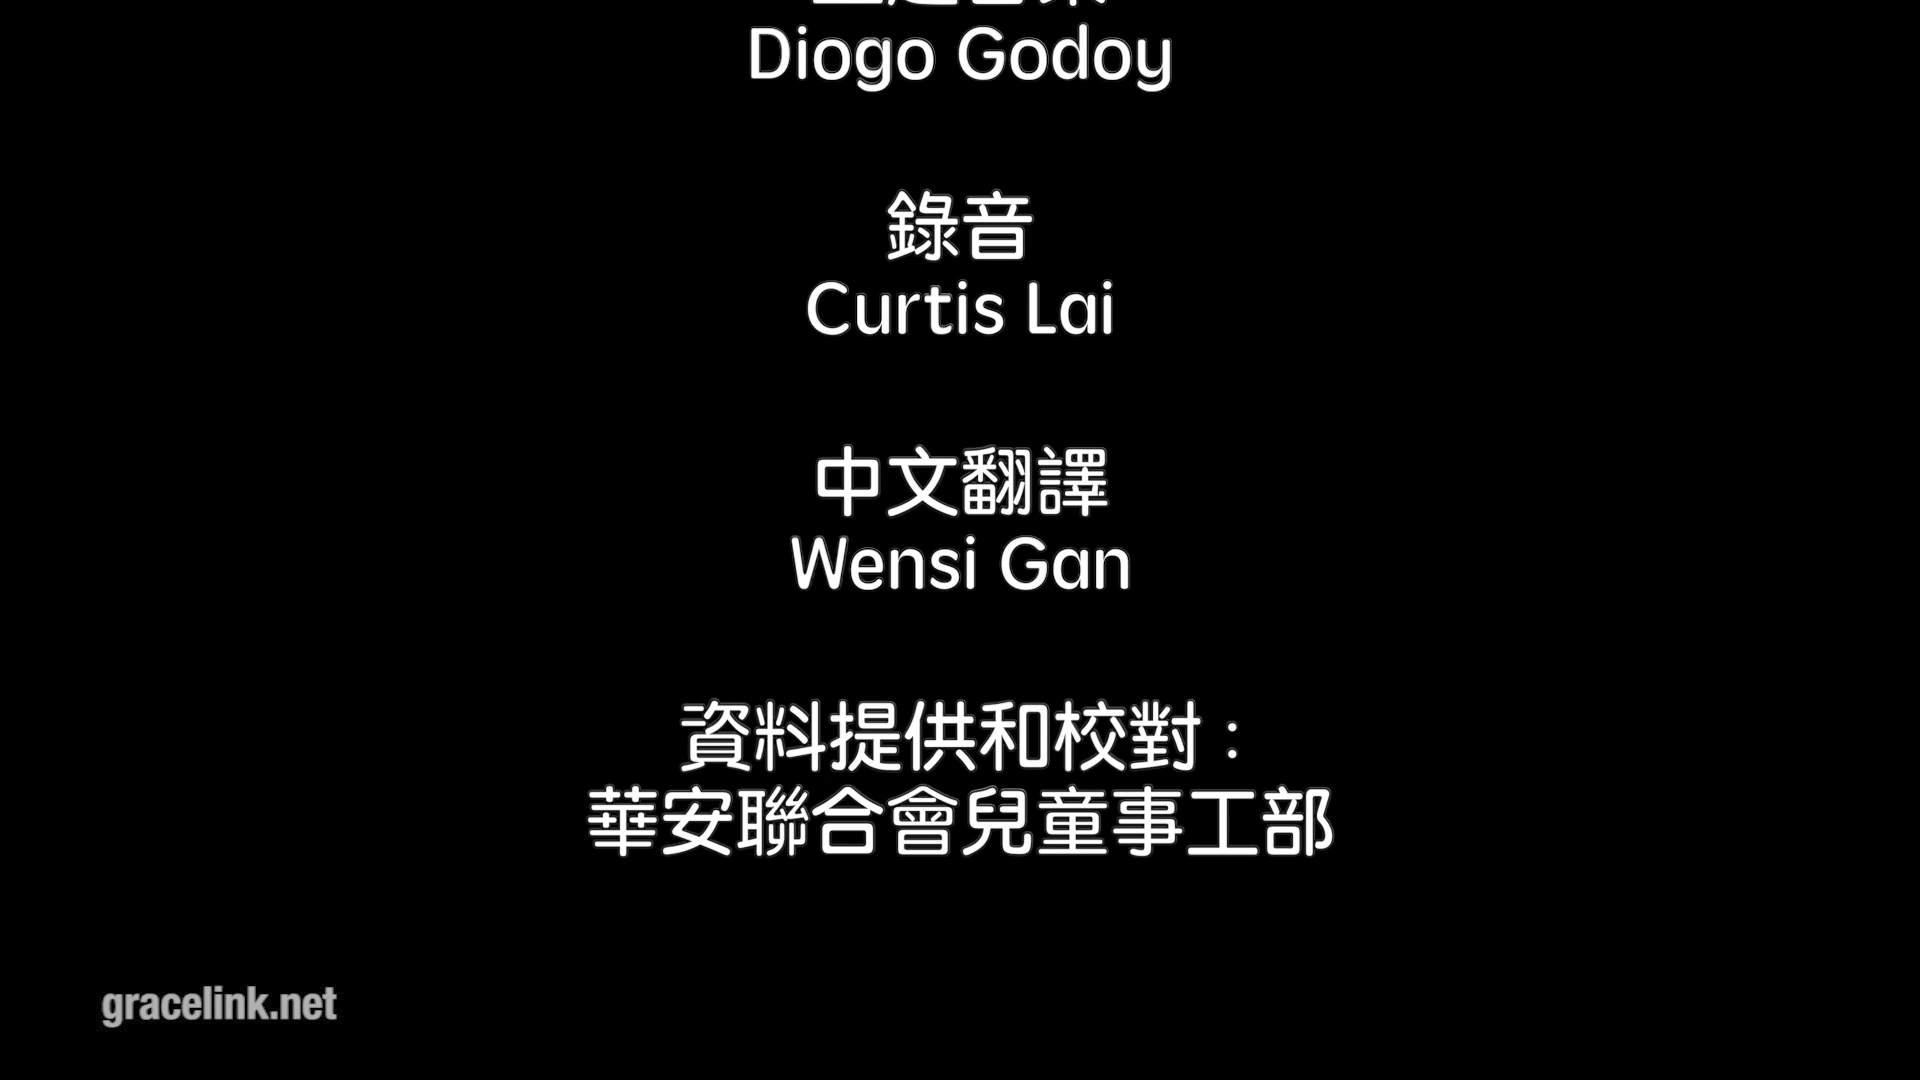 Diogo Godoy
錄音
Curtis Lai
中文翻譯
Wensi Gan
資料提供和校對：
華安聯合會兒童事工部
gracelink.net